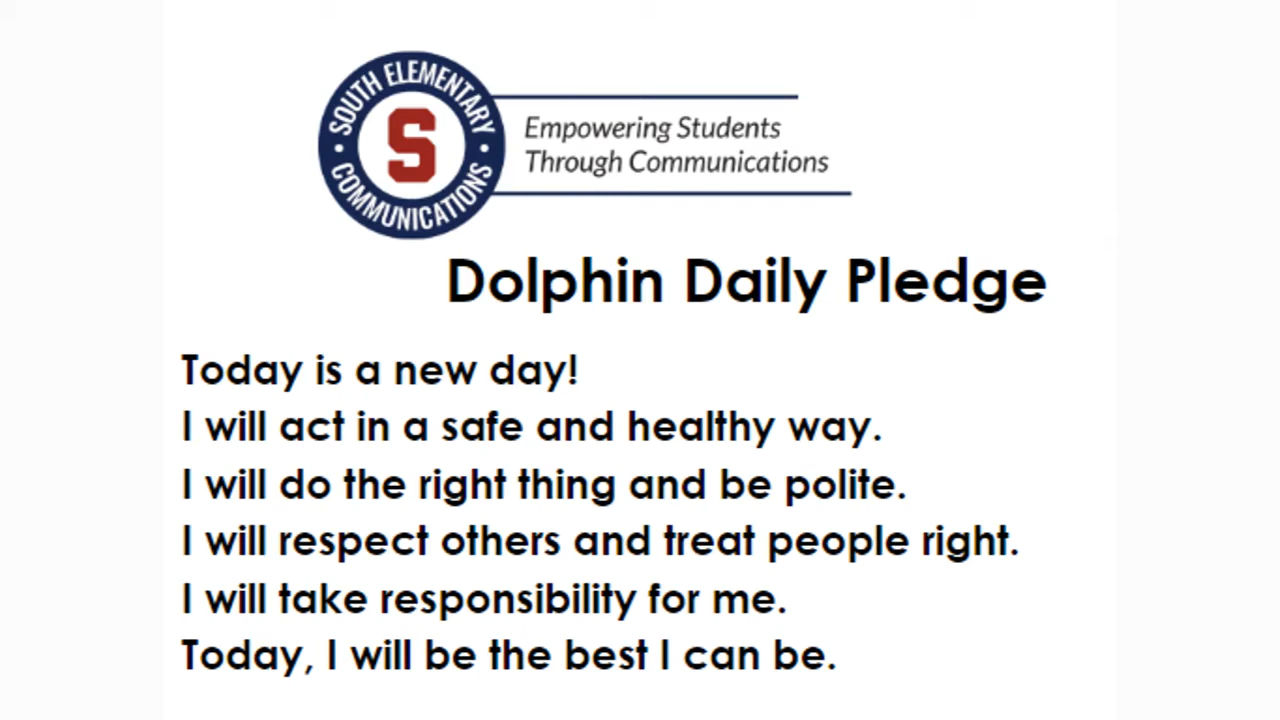 SOUTH ELEMENTARY
S
COMMUNICATIONS
Empowering Students
Through Communications
Dolphin Daily Pledge
Today is a new day!
I will act in a safe and healthy way.
I will do the right thing and be polite.
I will respect others and treat people right.
I will take responsibility for me.
Today, I will be the best I can be.